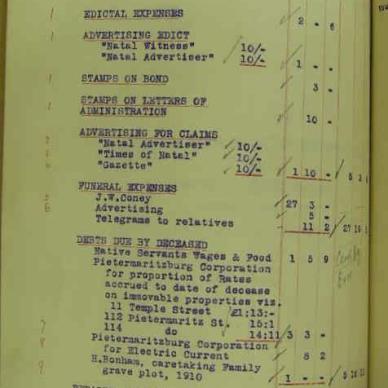 EDICTAL EXPENSES 2 - 6
ADVERTISING EDICT
"Natal Witness" 10/-
"Natal Advertiser" 10/- 1 - -
STAMPS ON BOND 3 -
STAMPS ON LETTERS OF
ADMINISTRATION 10 -
ADVERTISING FOR CLAIMS
"Natal Advertiser" 10/-
"Times of Natal" 10/-
"Gazette" 10/- 1 10 -
FUNERAL EXPENSES
J.W.Coney 27 3 -
Advertising 5 -
Telegrams to relatives 11 2
DEBTS DUE BY DECEASED
Native Servants Wages & Food 1 5 9
Pietermaritzburg Corporation
for proportion of Rates
accrued to date of decease
on immovable properties viz.
11 Temple Street £1:13:-
112 Pietermaritz St. 15:1
114 do 14:11 3 3 -
Pietermaritzburg Corporation
for Electric Current 8 2
H.Bonham, caretaking Family
grave plot, 1910 1 - -